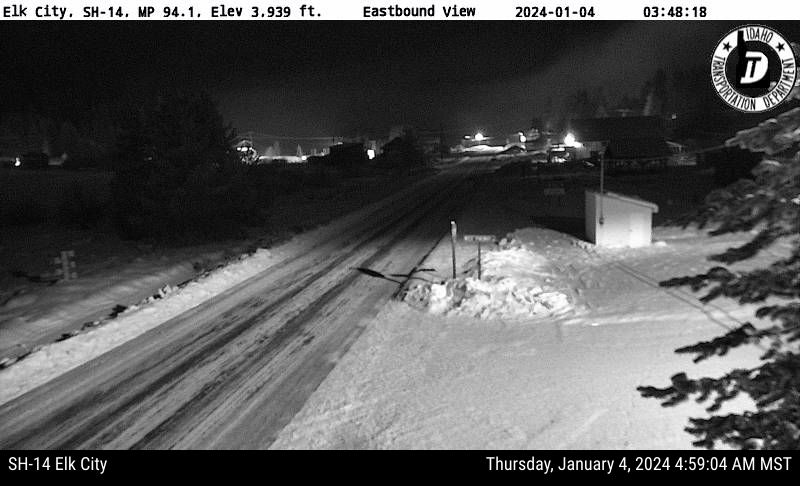 Elk City, SH-14, MP 94.1, Elev 3,939 ft. Eastbound View 2024-01-04 03:48:18
IDAHO
TRANSPORTATION DEPARTMENT
SH-14 Elk City Thursday, January 4, 2024 4:59:04 AM MST